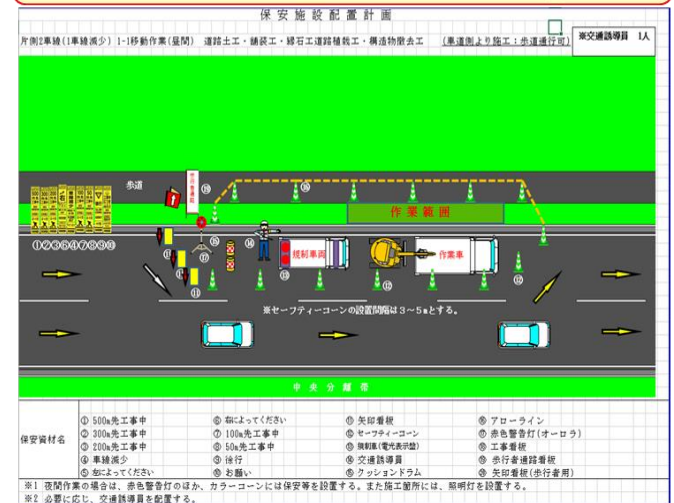 保安施設配置計画
片側2車線(1車線減少) 1-1移動作業(昼間) 道路土工・舗装工・縁石工道路植栽工・構造物撤去工 (車道側より施工：歩道通行可)
※交通誘導員 1人
歩道
⑲
⑯
作業範囲
①②③⑥④⑦⑧⑨⑩
⑮
⑰
⑭
規制車両
作業車
⑪
⑬
⑫
⑫
※セーフティーコーンの設置間隔は3～5mとする。
中央分離帯
保安資材名
① 500m先工事中
② 300m先工事中
③ 200m先工事中
④ 車線減少
⑤ 左によってください
⑥ 右によってください
⑦ 100m先工事中
⑧ 50m先工事中
⑨ 徐行
⑩ お願い
⑪ 矢印看板
⑫ セーフティーコーン
⑬ 規制車(電光表示盤)
⑭ 交通誘導員
⑮ クッションドラム
⑯ アローライン
⑰ 赤色警告灯(オーロラ)
⑱ 工事看板
⑲ 歩行者通路看板
⑳ 矢印看板(歩行者用)
※1 夜間作業の場合は、赤色警告灯のほか、カラーコーンには保安等を設置する。また施工箇所には、照明灯を設置する。
※2 必要に応じ、交通誘導員を配置する。